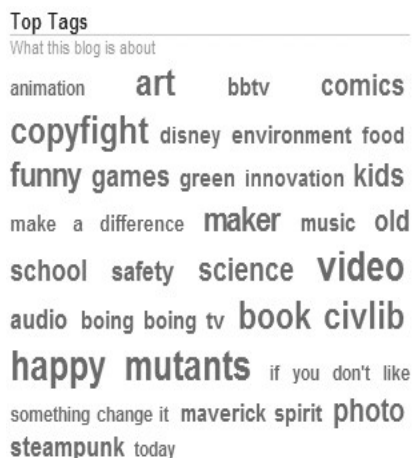 Top Tags
What this blog is about
animation art bbtv comics
copyfight disney environment food
funny games green innovation kids
make a difference maker music old
school safety science video
audio boing boing tv book civlib
happy mutants if you don't like
something change it maverick spirit photo
steampunk today